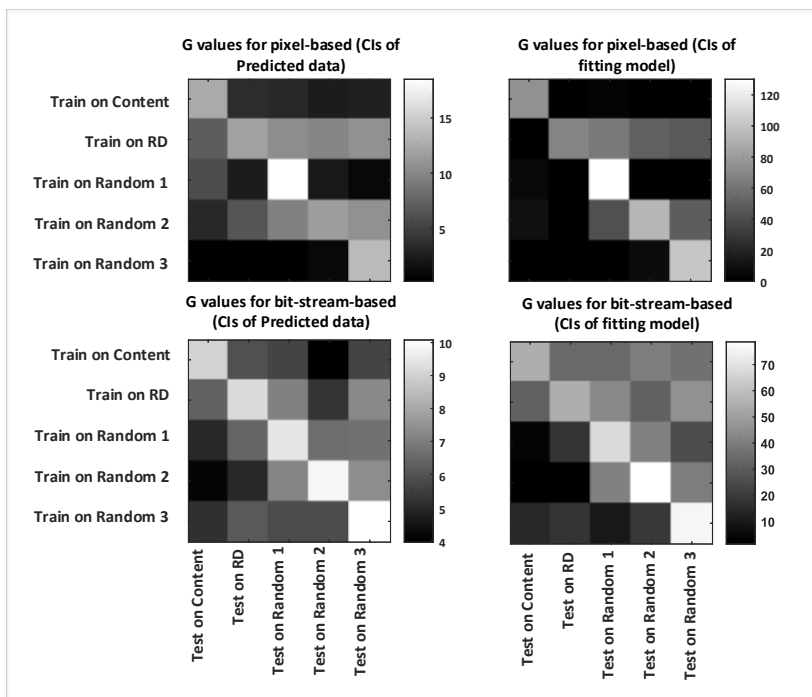 G values for pixel-based (CIs of
Predicted data)
G values for pixel-based (CIs of
fitting model)
Train on Content
Train on RD
Train on Random 1
Train on Random 2
Train on Random 3
15
10
5
120
100
80
60
40
20
0
G values for bit-stream-based
(CIs of Predicted data)
G values for bit-stream-based
(CIs of fitting model)
Train on Content
Train on RD
Train on Random 1
Train on Random 2
Train on Random 3
10
9
8
7
6
5
4
70
60
50
40
30
20
10
Test on Content
Test on RD
Test on Random 1
Test on Random 2
Test on Random 3
Test on Content
Test on RD
Test on Random 1
Test on Random 2
Test on Random 3